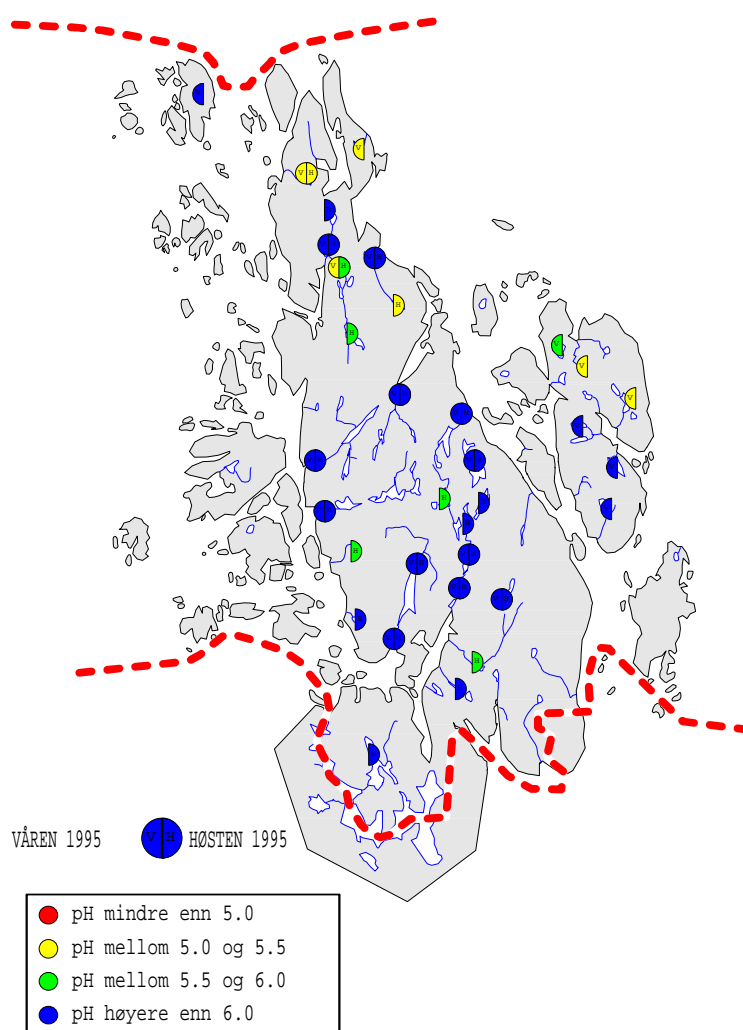 V
V H
V
V H
H
H
V
V
V
H
H
H
VÅREN 1995 V H HØSTEN 1995
pH mindre enn 5.0
pH mellom 5.0 og 5.5
pH mellom 5.5 og 6.0
pH høyere enn 6.0